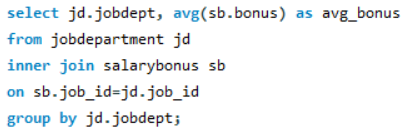 select jd.jobdept, avg(sb.bonus) as avg_bonus
from jobdepartment jd
inner join salarybonus sb
on sb.job_id=jd.job_id
group by jd.jobdept;